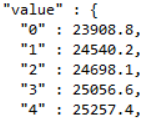 "value" : {
"0" : 23908.8,
"1" : 24540.2,
"2" : 24698.1,
"3" : 25056.6,
"4" : 25257.4,